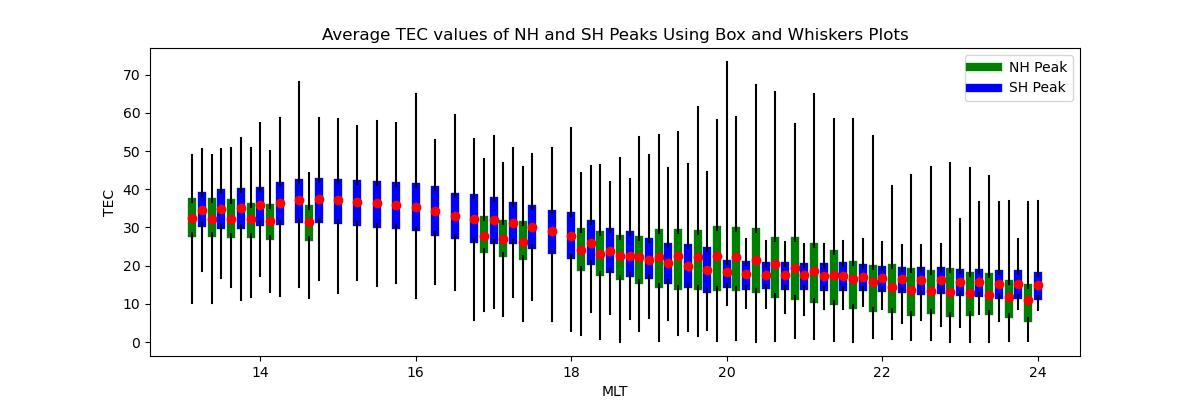 Average TEC values of NH and SH Peaks Using Box and Whiskers Plots
NH Peak
SH Peak
TEC
70
60
50
40
30
20
10
0
14 16 18 20 22 24
MLT